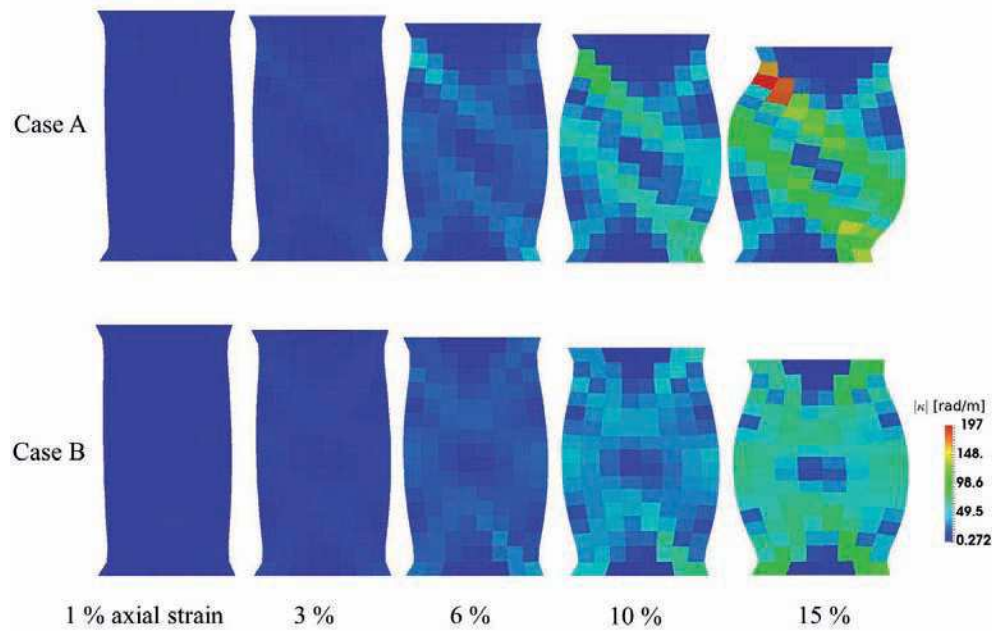 Case A
Case B
|κ| [rad/m]
197
148.
98.6
49.5
0.272
1 % axial strain
3 %
6 %
10 %
15 %